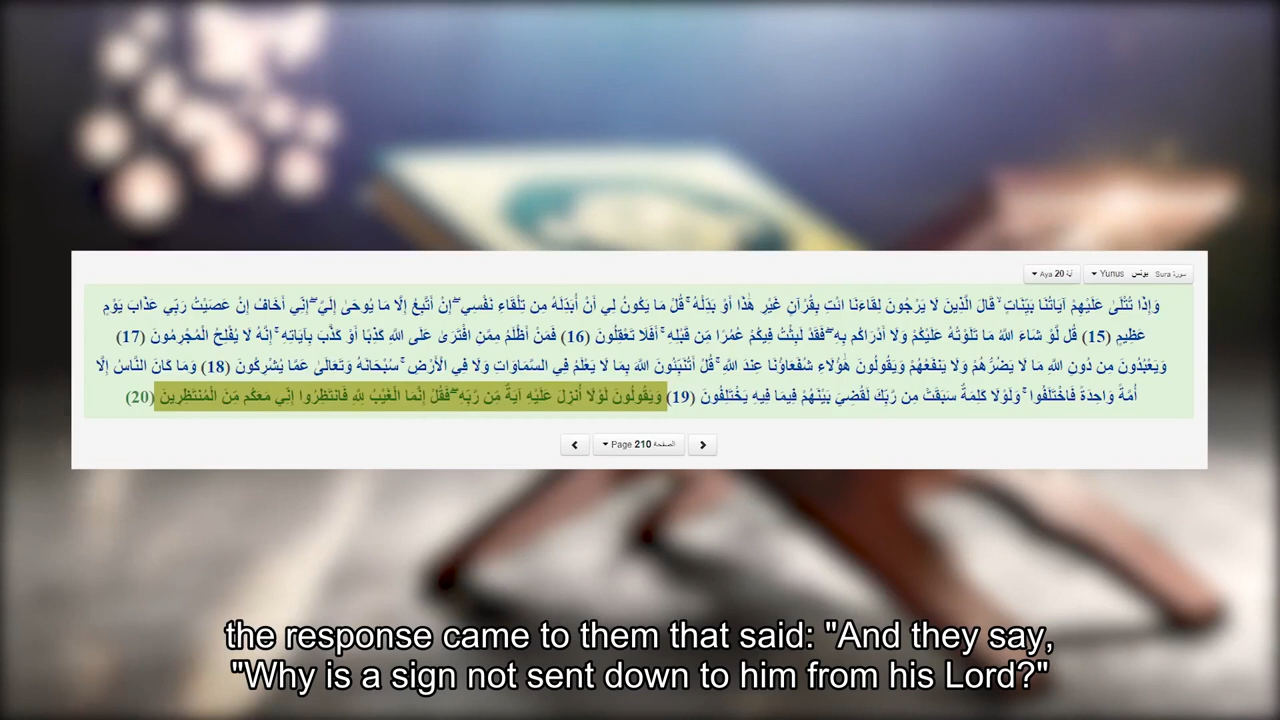 سورة Sura يونس Yunus آية Aya 20
وَإِذَا تُتْلَىٰ عَلَيْهِمْ آيَاتُنَا بَيِّنَاتٍ ۙ قَالَ الَّذِينَ لَا يَرْجُونَ لِقَاءَنَا ائْتِ بِقُرْآنٍ غَيْرِ هَٰذَا أَوْ بَدِّلْهُ ۚ قُلْ مَا يَكُونُ لِي أَنْ أُبَدِّلَهُ مِن تِلْقَاءِ نَفْسِي ۖ إِنْ أَتَّبِعُ إِلَّا مَا يُوحَىٰ إِلَيَّ ۖ إِنِّي أَخَافُ إِنْ عَصَيْتُ رَبِّي عَذَابَ يَوْمٍ
عَظِيمٍ (15) قُل لَّوْ شَاءَ اللَّهُ مَا تَلَوْتُهُ عَلَيْكُمْ وَلَا أَدْرَاكُم بِهِ ۖ فَقَدْ لَبِثْتُ فِيكُمْ عُمُرًا مِّن قَبْلِهِ ۚ أَفَلَا تَعْقِلُونَ (16) فَمَنْ أَظْلَمُ مِمَّنِ افْتَرَىٰ عَلَى اللَّهِ كَذِبًا أَوْ كَذَّبَ بِآيَاتِهِ ۚ إِنَّهُ لَا يُفْلِحُ الْمُجْرِمُونَ (17)
وَيَعْبُدُونَ مِن دُونِ اللَّهِ مَا لَا يَضُرُّهُمْ وَلَا يَنفَعُهُمْ وَيَقُولُونَ هَٰؤُلَاءِ شُفَعَاؤُنَا عِندَ اللَّهِ ۚ قُلْ أَتُنَبِّئُونَ اللَّهَ بِمَا لَا يَعْلَمُ فِي السَّمَاوَاتِ وَلَا فِي الْأَرْضِ ۚ سُبْحَانَهُ وَتَعَالَىٰ عَمَّا يُشْرِكُونَ (18) وَمَا كَانَ النَّاسُ إِلَّا
أُمَّةً وَاحِدَةً فَاخْتَلَفُوا ۚ وَلَوْلَا كَلِمَةٌ سَبَقَتْ مِن رَّبِّكَ لَقُضِيَ بَيْنَهُمْ فِيمَا فِيهِ يَخْتَلِفُونَ (19) وَيَقُولُونَ لَوْلَا أُنزِلَ عَلَيْهِ آيَةٌ مِّن رَّبِّهِ ۖ فَقُلْ إِنَّمَا الْغَيْبُ لِلَّهِ فَانتَظِرُوا إِنِّي مَعَكُم مِّنَ الْمُنتَظِرِينَ (20)
الصفحة Page 210
the response came to them that said: "And they say,
"Why is a sign not sent down to him from his Lord?"